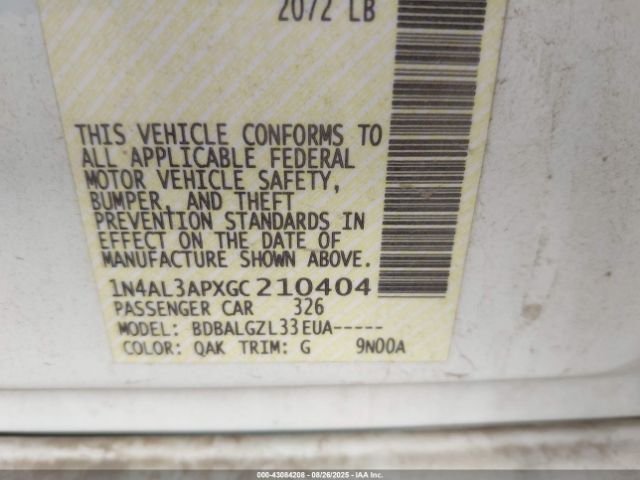 2072 LB
THIS VEHICLE CONFORMS TO
ALL APPLICABLE FEDERAL
MOTOR VEHICLE SAFETY,
BUMPER, AND THEFT
PREVENTION STANDARDS IN
EFFECT ON THE DATE OF
MANUFACTURE SHOWN ABOVE.
1N4AL3APXGC210404
PASSENGER CAR 326
MODEL: BDBALGZL33EUA-----
COLOR: QAK TRIM: G 9N00A
000-43084208 - 08/26/2025 - IAA Inc.